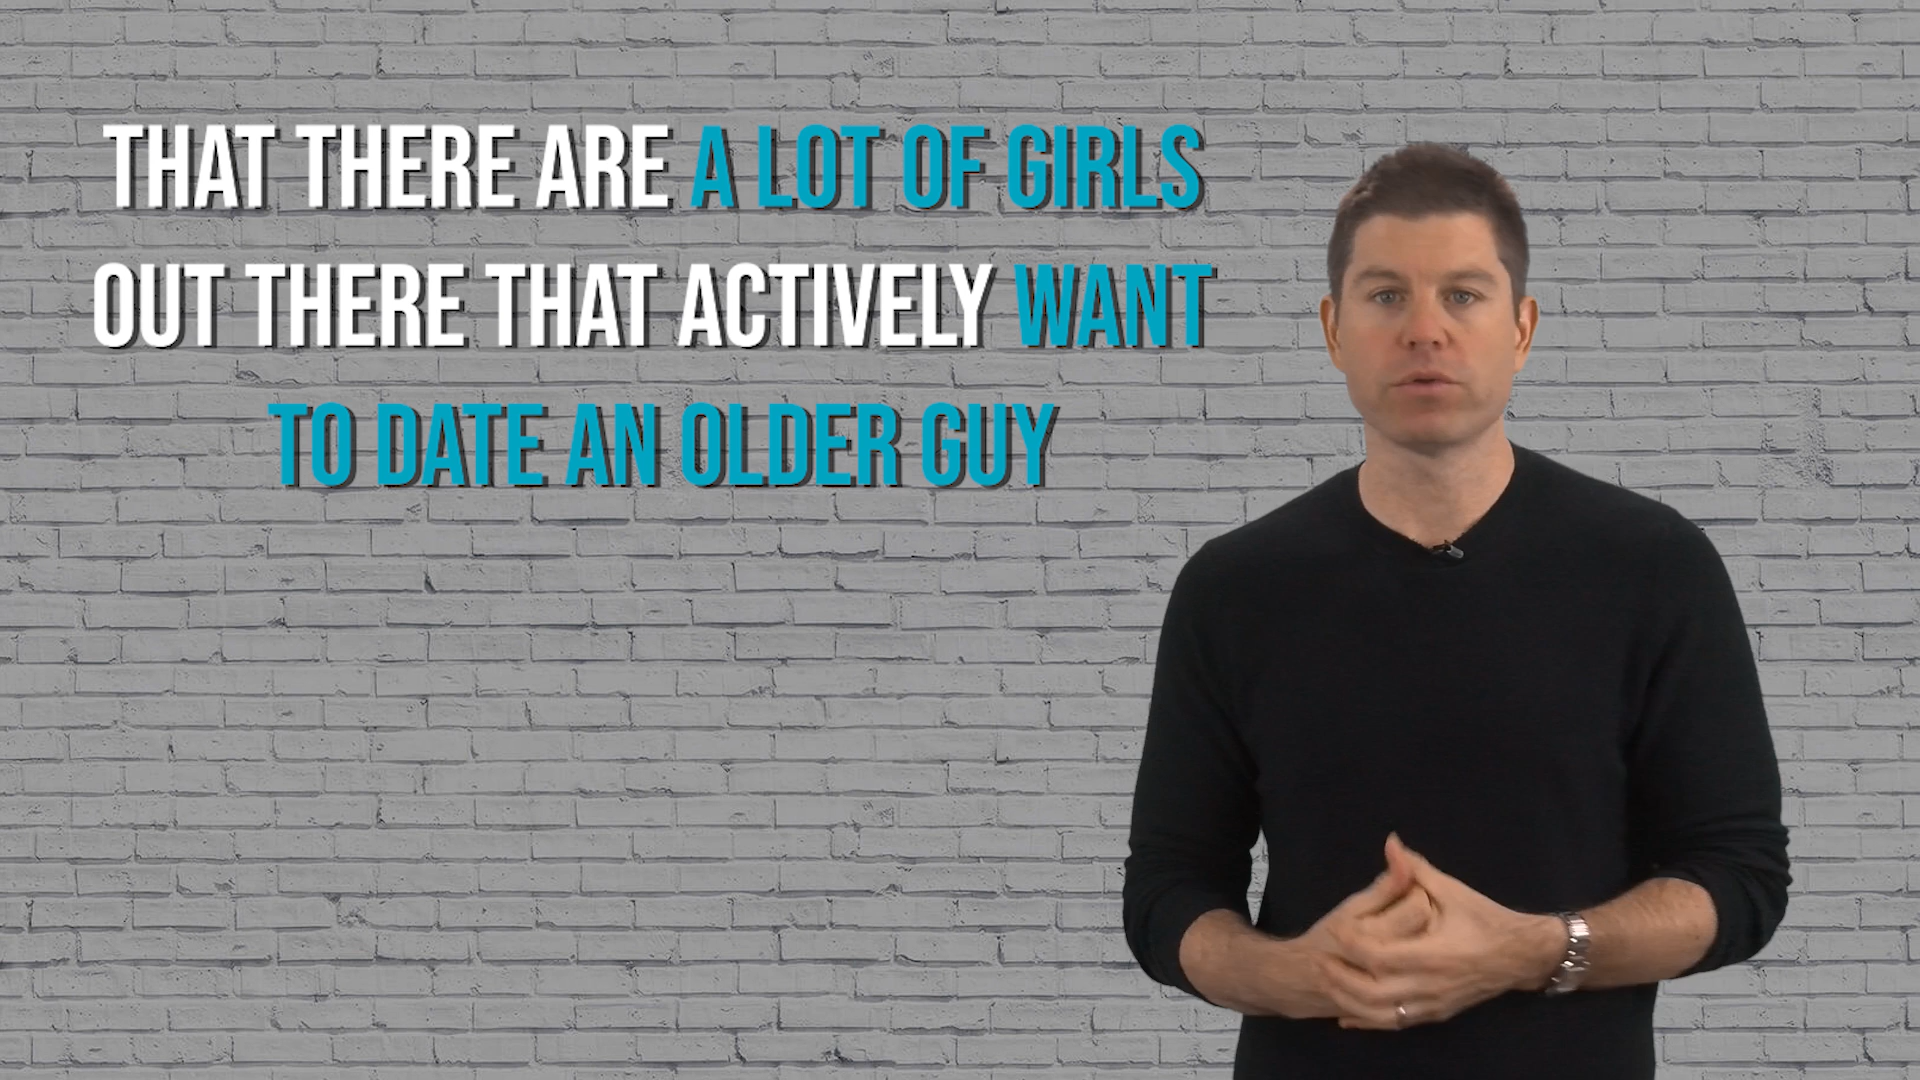 THAT THERE ARE A LOT OF GIRLS
OUT THERE THAT ACTIVELY WANT
TO DATE AN OLDER GUY